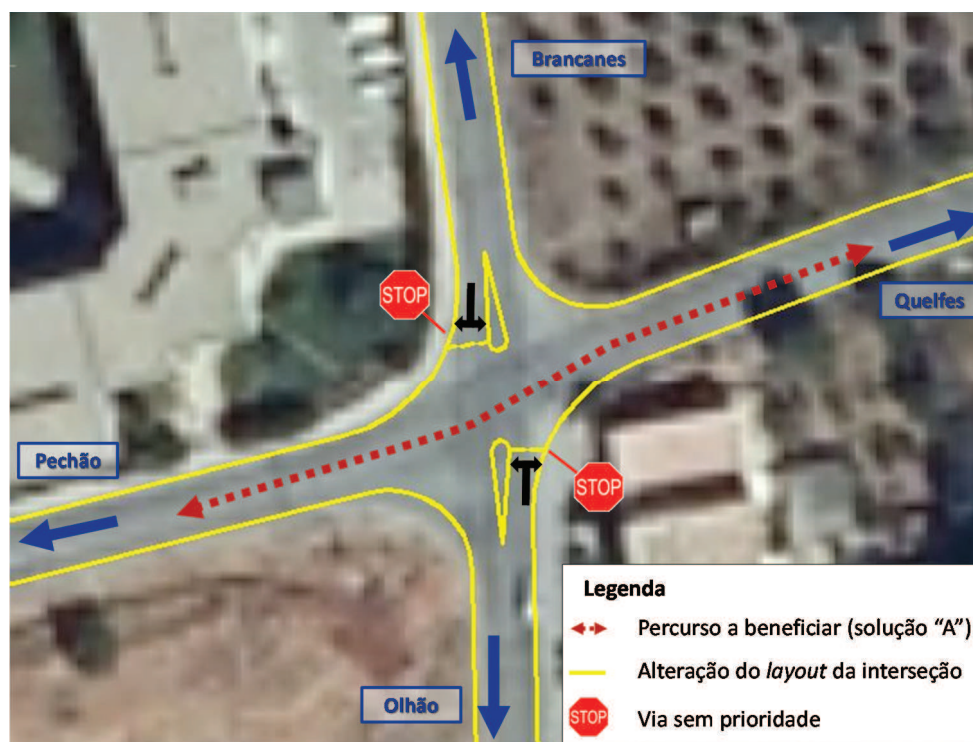 Brancanes
STOP
Quelfes
Pechão
STOP
Olhão
Legenda
Percurso a beneficiar (solução “A”)
Alteração do layout da interseção
STOP Via sem prioridade